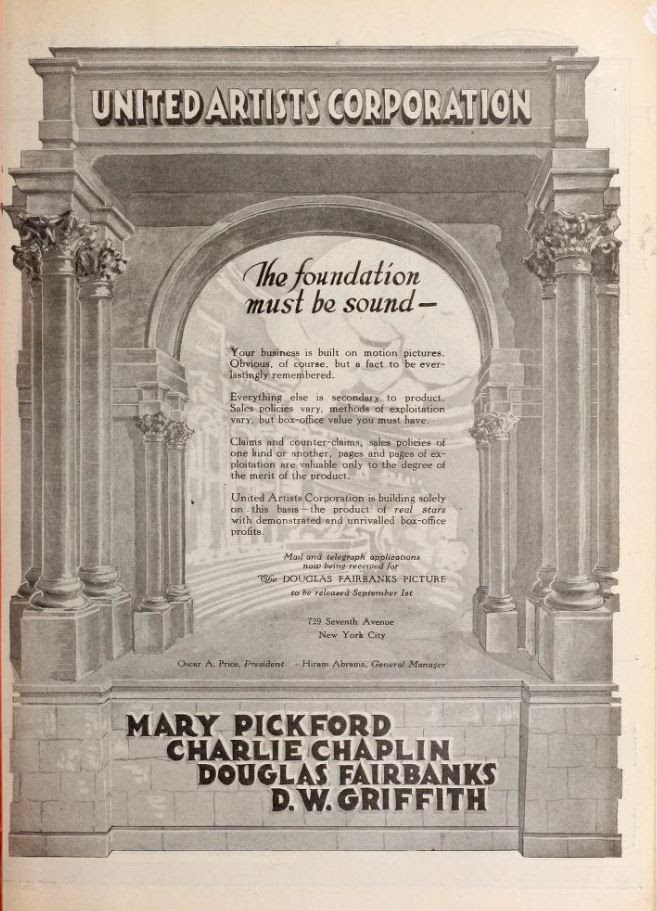 UNITED ARTISTS CORPORATION
The foundation
must be sound—
Your business is built on motion pictures.
Obvious, of course, but a fact to be ever-
lastingly remembered.
Everything else is secondary to product.
Sales policies vary, methods of exploitation
vary, but box-office value you must have.
Claims and counter-claims, sales policies of
one kind or another, pages and pages of ex-
ploitation are valuable only to the degree of
the merit of the product.
United Artists Corporation is building solely
on this basis—the product of real stars
with demonstrated and unrivalled box-office
profits.
Mail and telegraph applications
now being received for
The DOUGLAS FAIRBANKS PICTURE
to be released September 1st
729 Seventh Avenue
New York City
Oscar A. Price, President - Hiram Abrams, General Manager
MARY PICKFORD
CHARLIE CHAPLIN
DOUGLAS FAIRBANKS
D.W. GRIFFITH